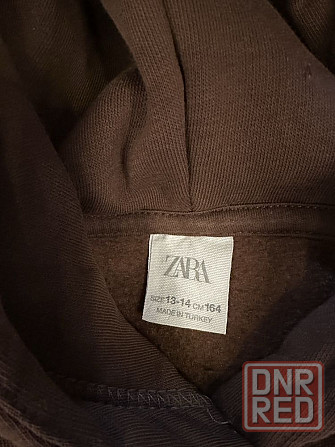 ZARA
SIZE 13-14 CM 164
MADE IN TURKEY
DNR
RED